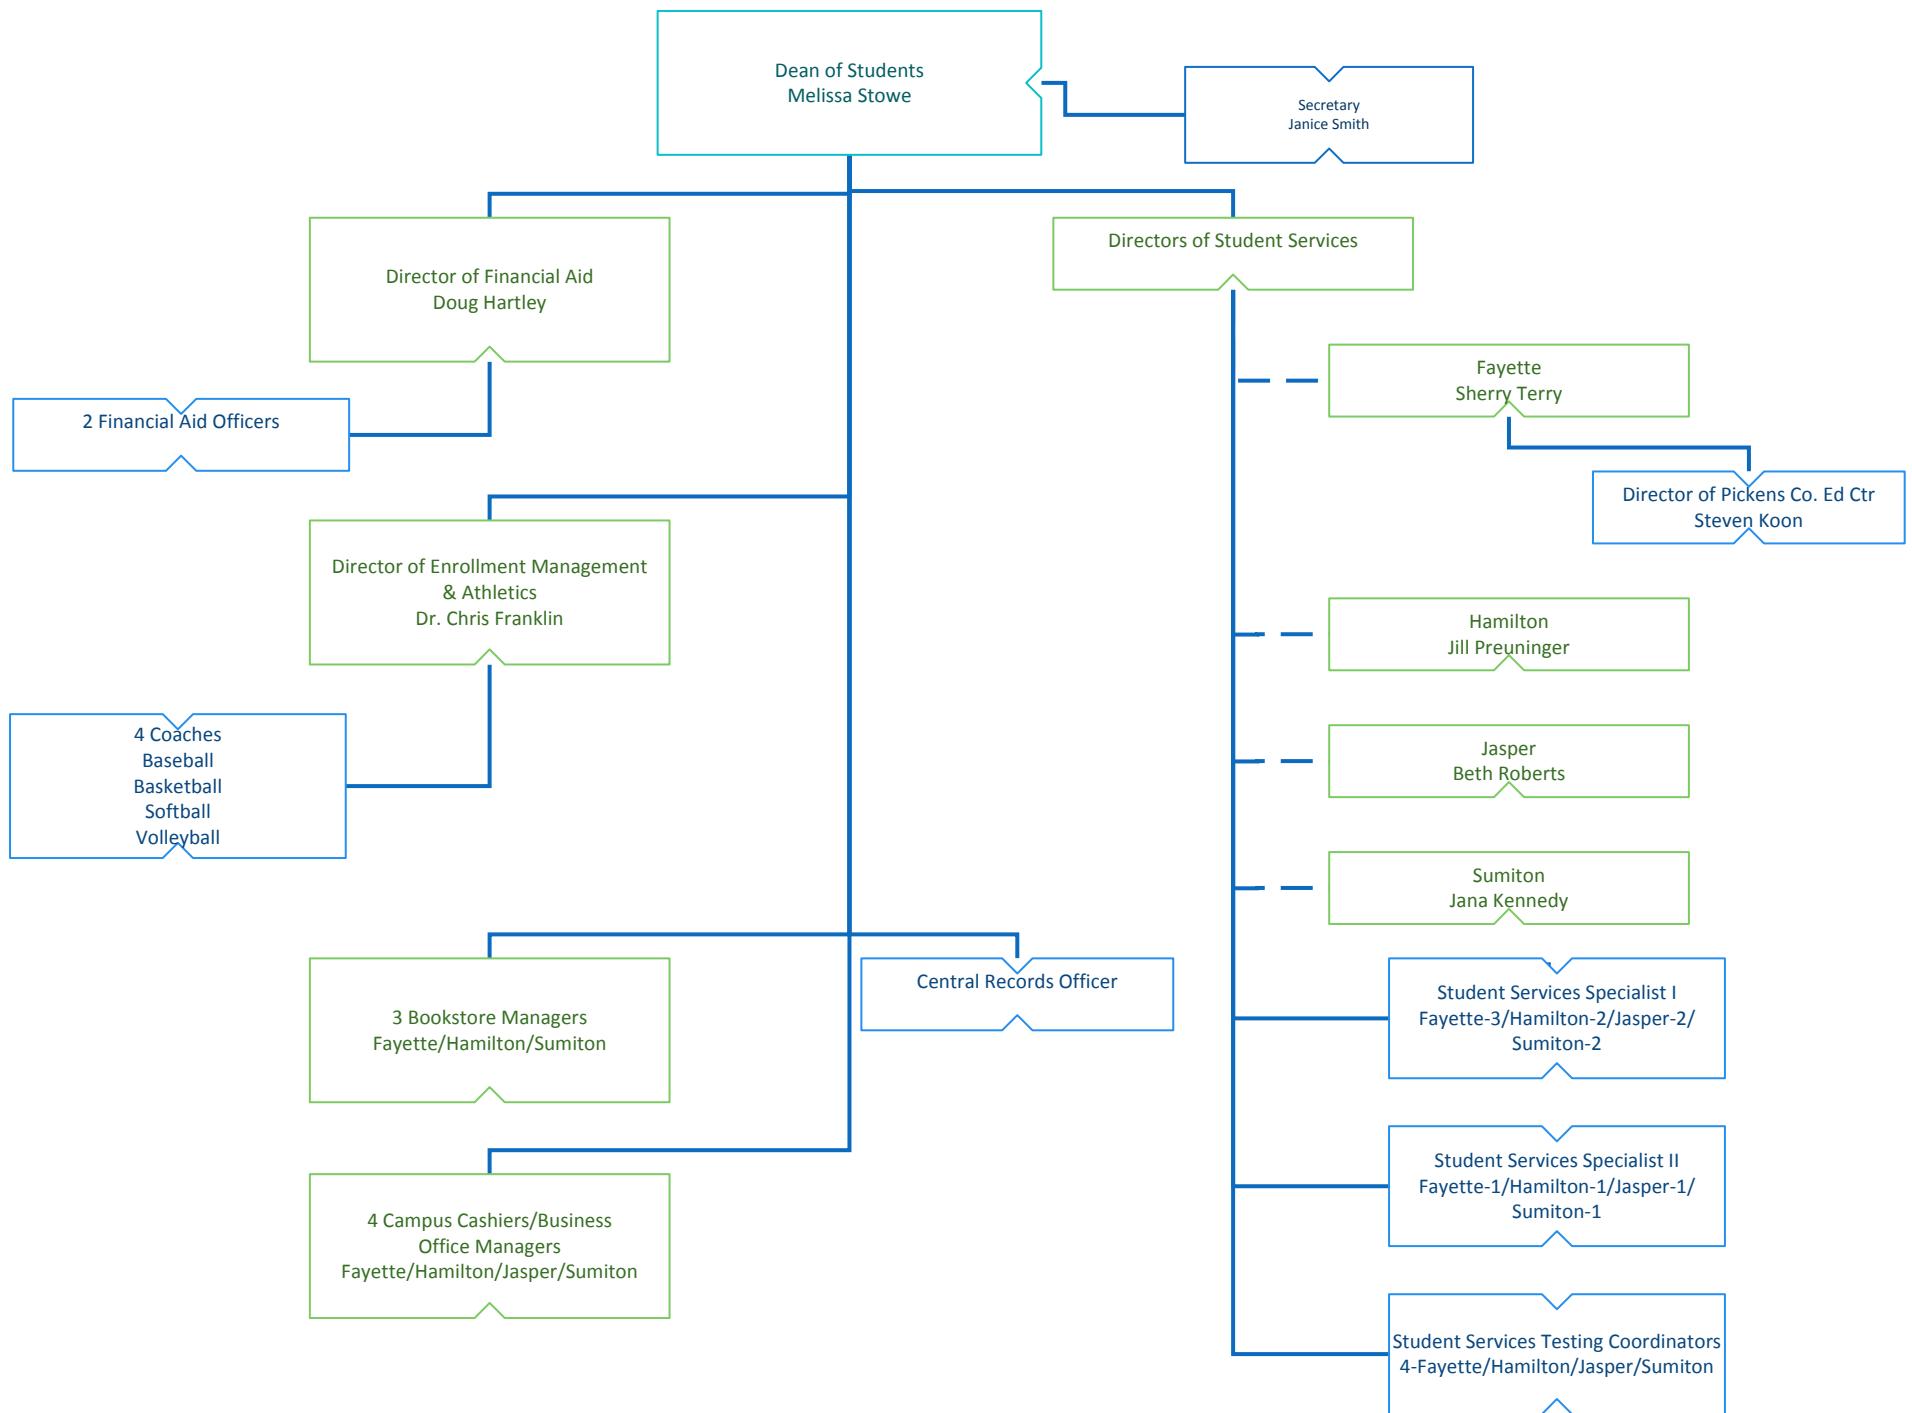 Dean of Students
Melissa Stowe
Secretary
Janice Smith
Director of Financial Aid
Doug Hartley
Directors of Student Services
Fayette
Sherry Terry
2 Financial Aid Officers
Director of Pickens Co. Ed Ctr
Steven Koon
Director of Enrollment Management
& Athletics
Dr. Chris Franklin
Hamilton
Jill Preuninger
4 Coaches
Baseball
Basketball
Softball
Volleyball
Jasper
Beth Roberts
Sumiton
Jana Kennedy
3 Bookstore Managers
Fayette/Hamilton/Sumiton
Central Records Officer
Student Services Specialist I
Fayette-3/Hamilton-2/Jasper-2/
Sumiton-2
Student Services Specialist II
Fayette-1/Hamilton-1/Jasper-1/
Sumiton-1
4 Campus Cashiers/Business
Office Managers
Fayette/Hamilton/Jasper/Sumiton
Student Services Testing Coordinators
4-Fayette/Hamilton/Jasper/Sumiton